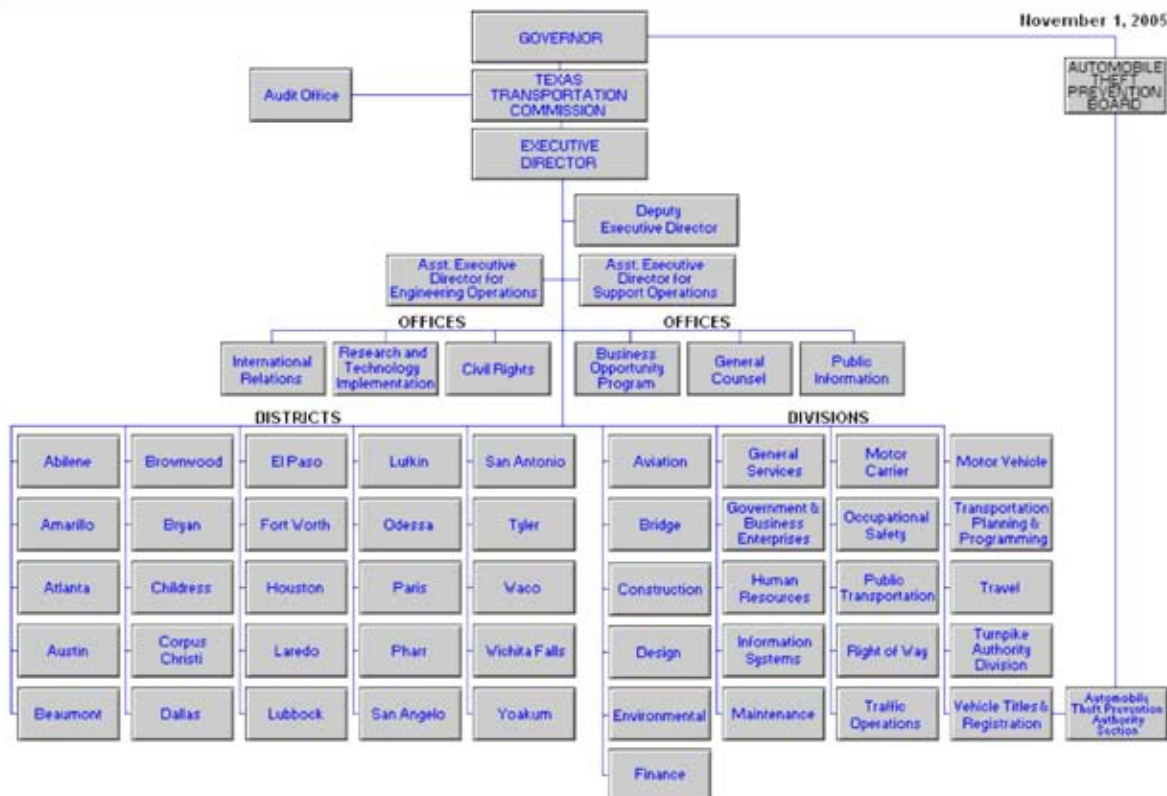 November 1, 2005
GOVERNOR
AUTOMOBILE
THEFT
PREVENTION
BOARD
Audit Office
TEXAS
TRANSPORTATION
COMMISSION
EXECUTIVE
DIRECTOR
Deputy
Executive Director
Asst. Executive
Director for
Engineering Operations
Asst. Executive
Director for
Support Operations
OFFICES
OFFICES
International
Relations
Research and
Technology
Implementation
Civil Rights
Business
Opportunity
Program
General
Counsel
Public
Information
DISTRICTS
DIVISIONS
Abilene
Brownwood
El Paso
Lufkin
San Antonio
Aviation
General
Services
Motor
Carrier
Motor Vehicle
Amarillo
Bryan
Fort Worth
Odessa
Tyler
Bridge
Government &
Business
Enterprises
Occupational
Safety
Transportation
Planning &
Programming
Atlanta
Childress
Houston
Paris
Waco
Construction
Human
Resources
Public
Transportation
Travel
Austin
Corpus
Christi
Laredo
Pharr
Wichita Falls
Design
Information
Systems
Right of Way
Turnpike
Authority
Division
Beaumont
Dallas
Lubbock
San Angelo
Yoakum
Environmental
Maintenance
Traffic
Operations
Vehicle Titles &
Registration
Automobile
Theft Prevention
Authority
Section
Finance